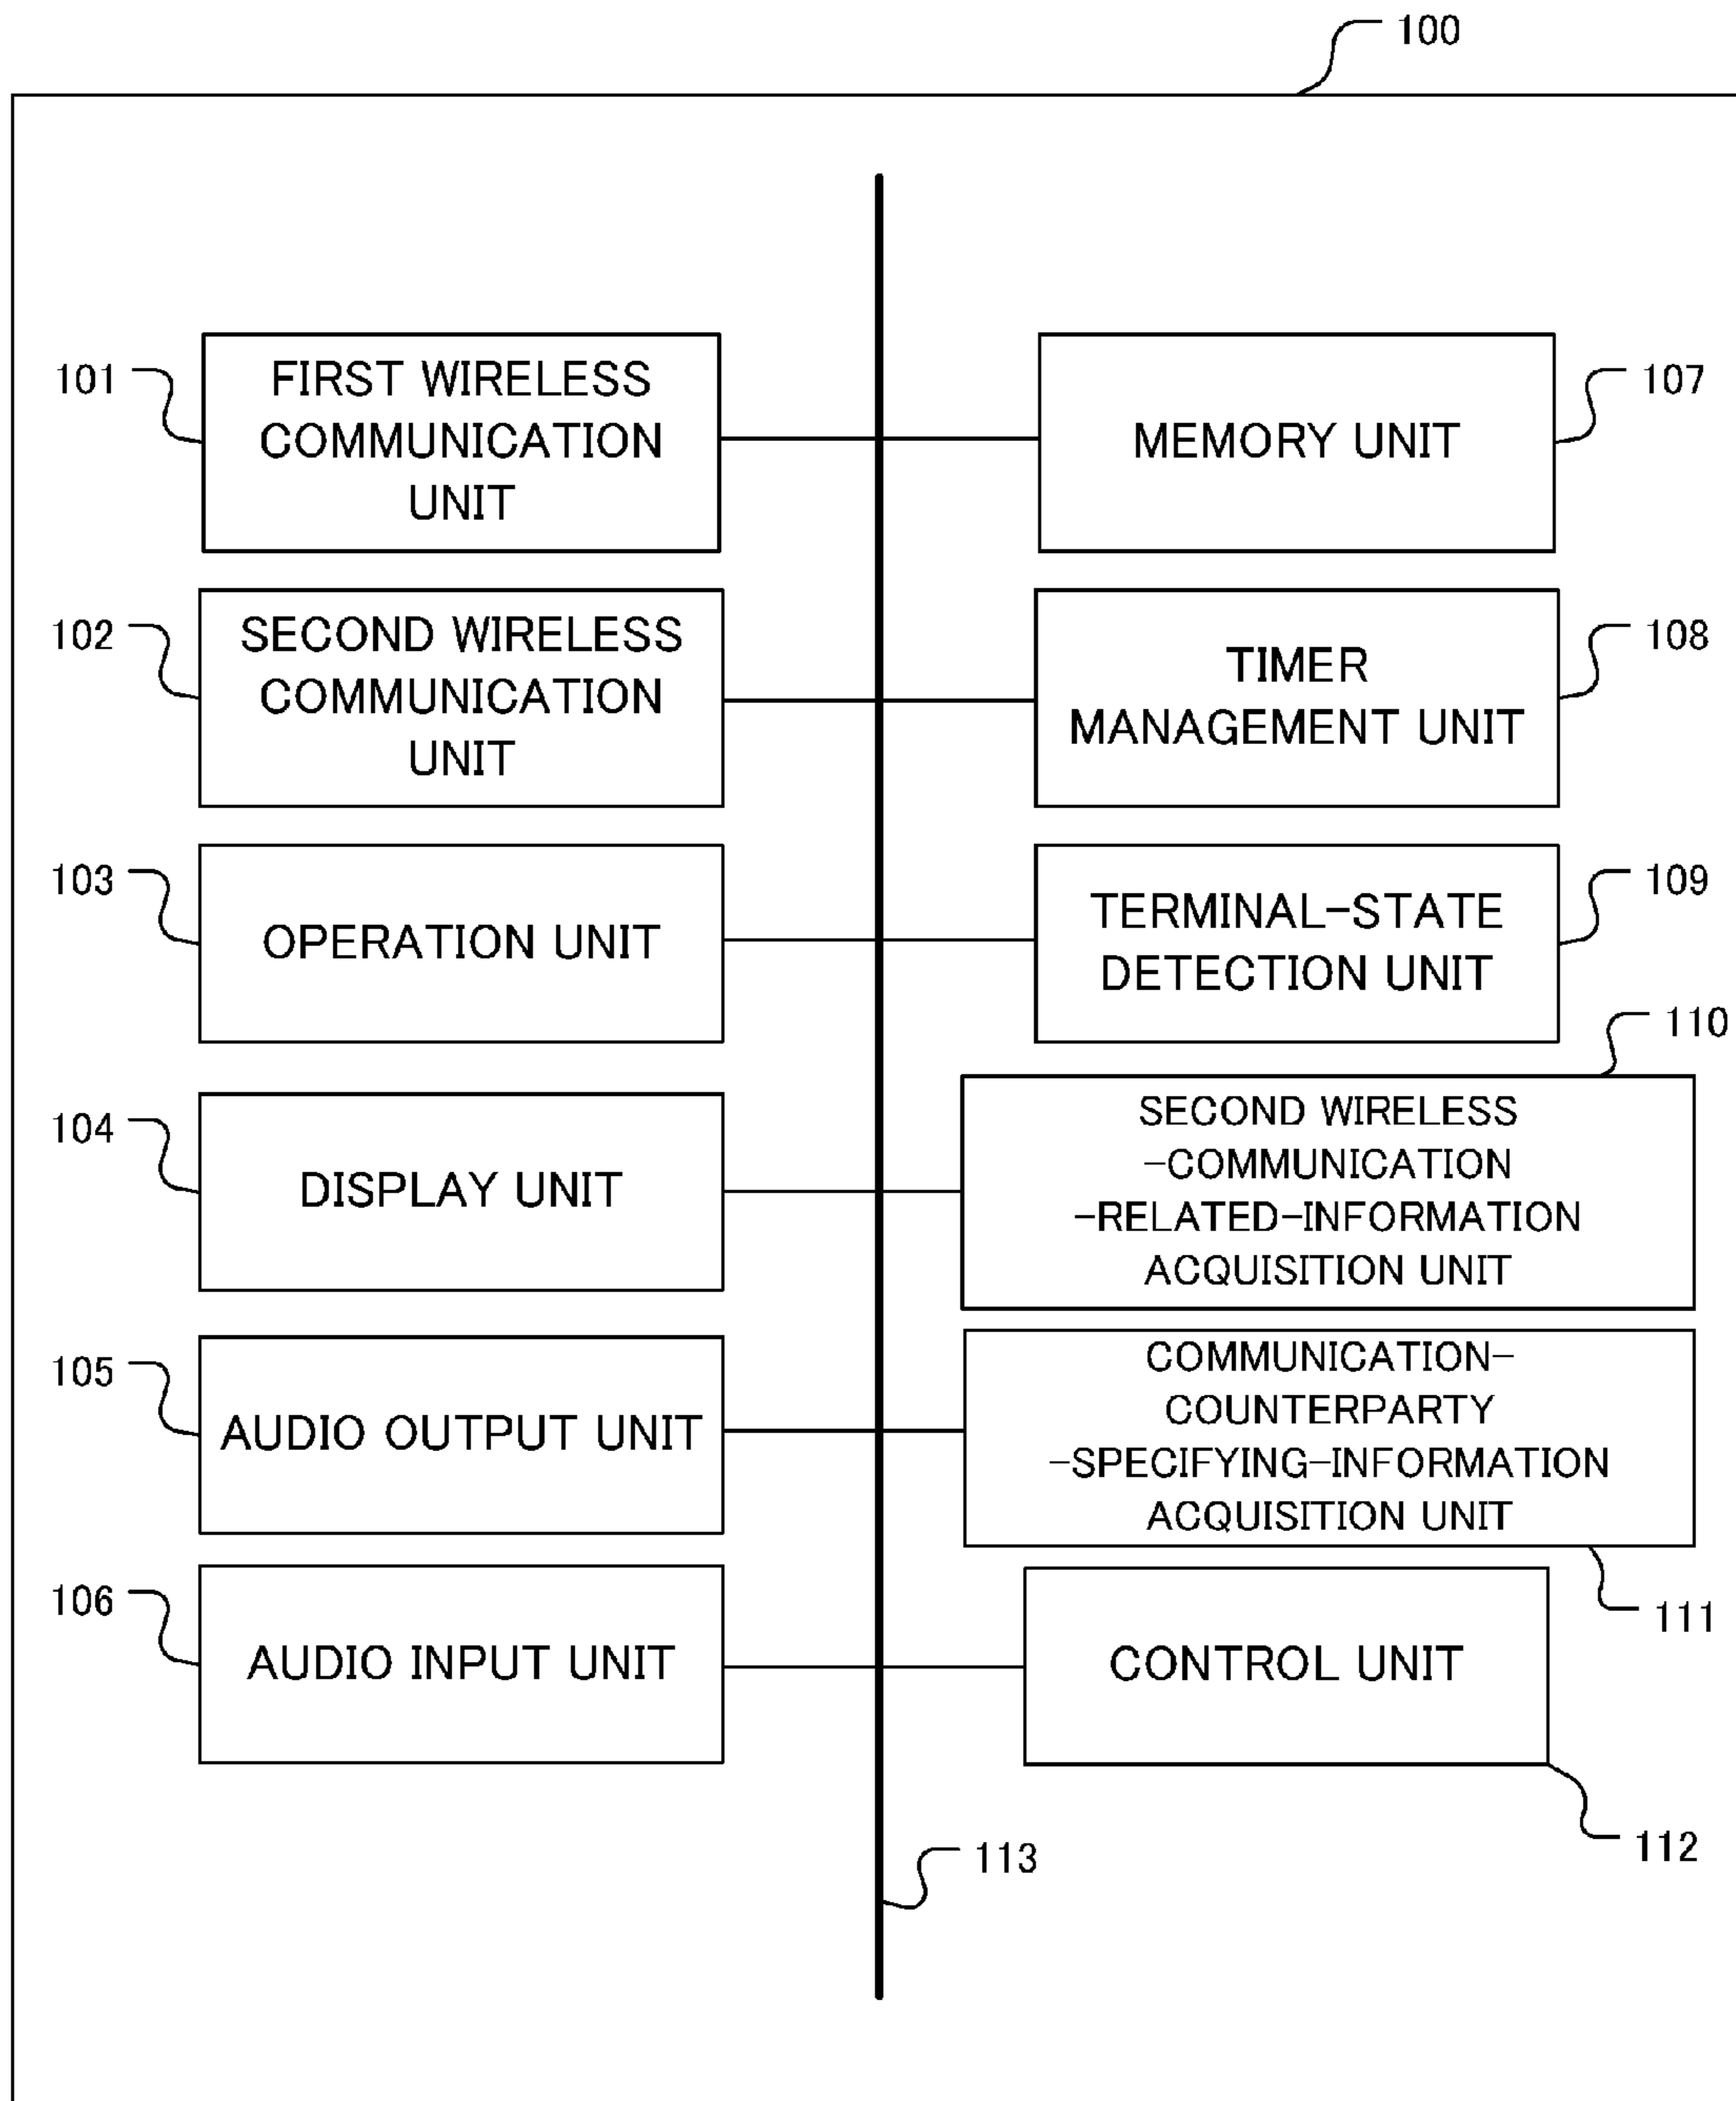 100
101
FIRST WIRELESS
COMMUNICATION
UNIT
MEMORY UNIT
107
102
SECOND WIRELESS
COMMUNICATION
UNIT
TIMER
MANAGEMENT UNIT
108
103
OPERATION UNIT
TERMINAL-STATE
DETECTION UNIT
109
110
104
DISPLAY UNIT
SECOND WIRELESS
-COMMUNICATION
-RELATED-INFORMATION
ACQUISITION UNIT
105
AUDIO OUTPUT UNIT
COMMUNICATION-
COUNTERPARTY
-SPECIFYING-INFORMATION
ACQUISITION UNIT
111
106
AUDIO INPUT UNIT
CONTROL UNIT
112
113